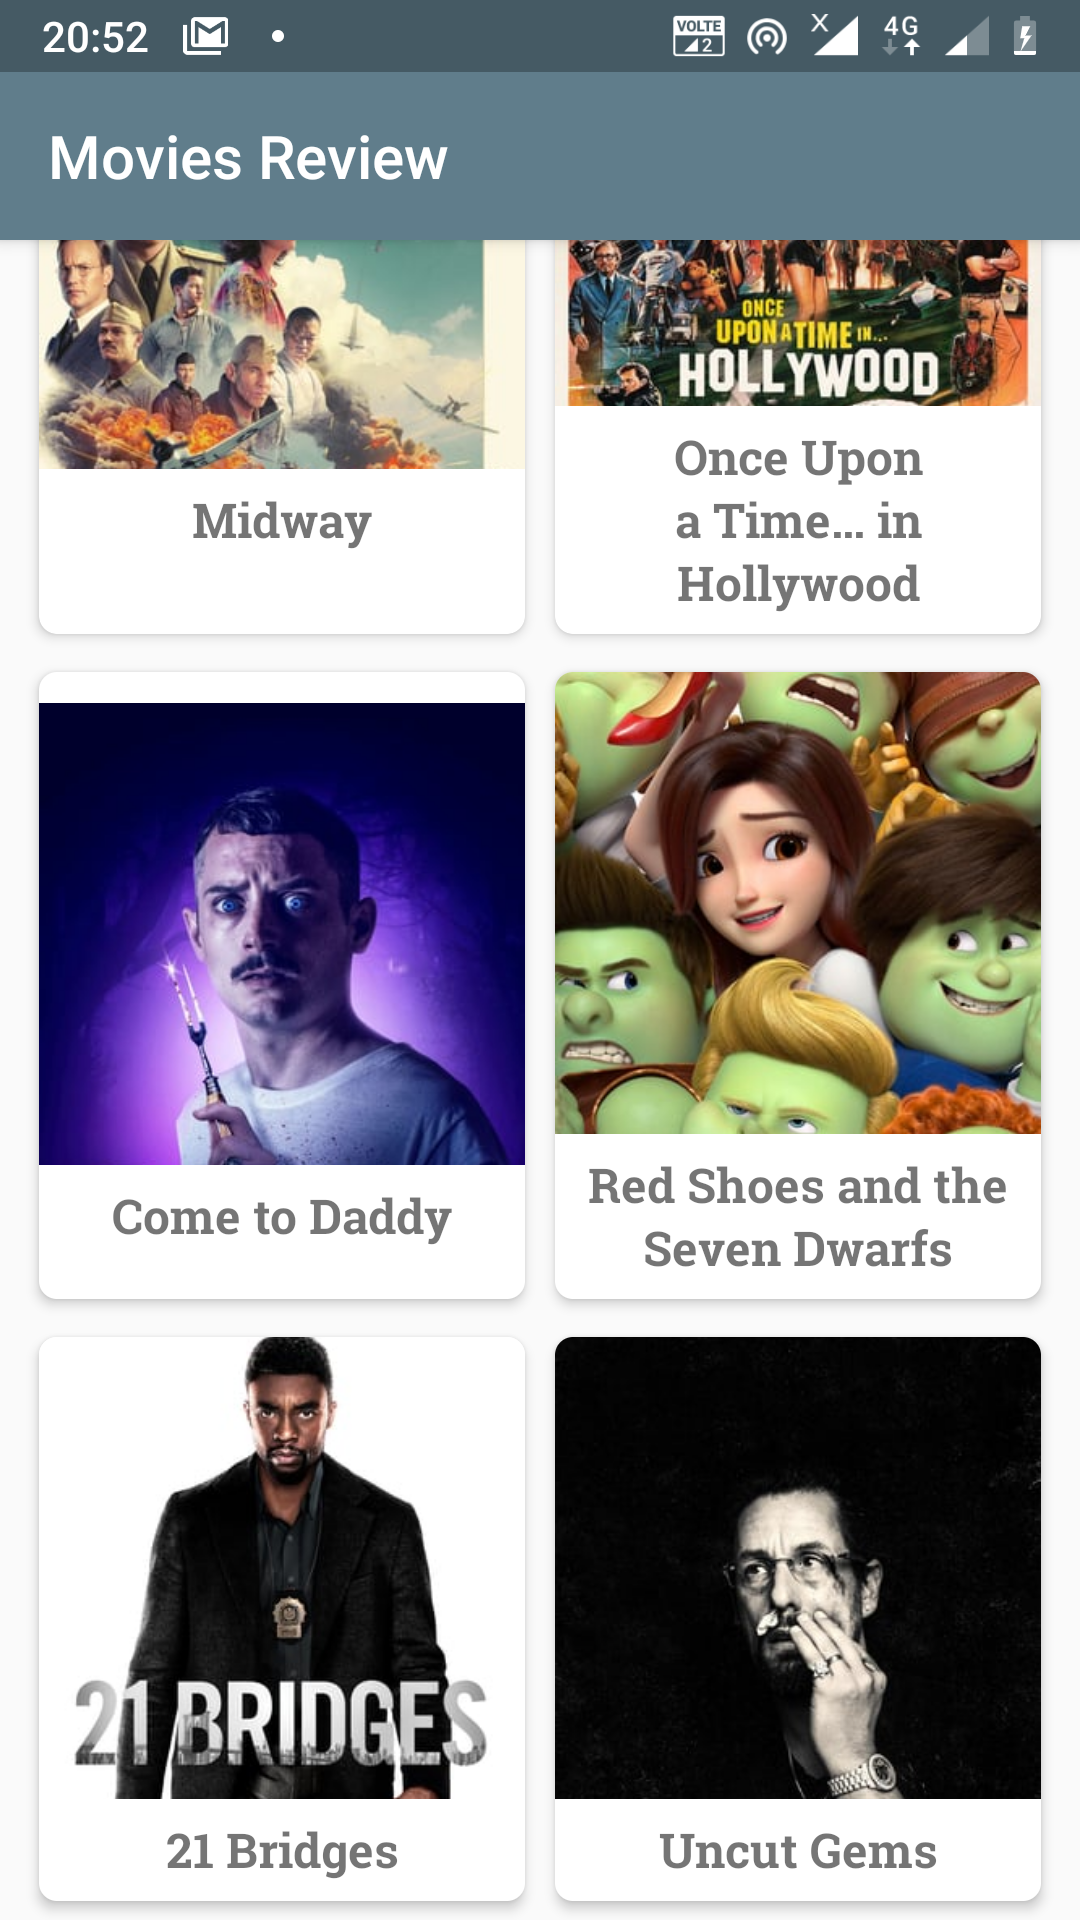 20:52
VOLTE
2
X
4G
Movies Review
ONCE
UPON A TIME IN...
HOLLYWOOD
Midway
Once Upon
a Time... in
Hollywood
Come to Daddy
Red Shoes and the
Seven Dwarfs
21 BRIDGES
21 Bridges
Uncut Gems